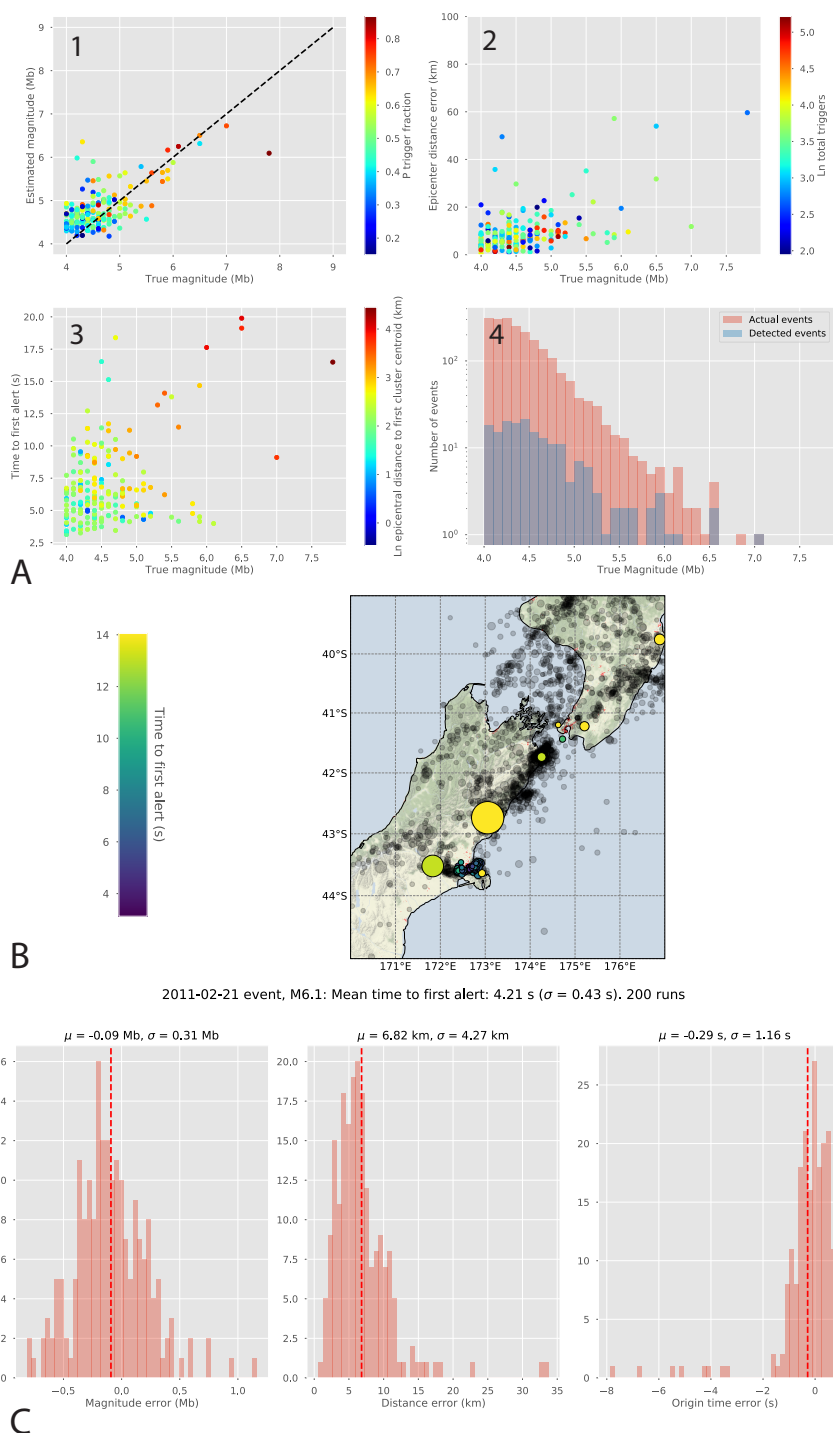 1
9
8
7
6
5
4
Estimated magnitude (Mb)
4 5 6 7 8 9
True magnitude (Mb)
0.8
0.7
0.6
0.5
0.4
0.3
0.2
P trigger fraction
2
100
80
60
40
20
0
Epicenter distance error (km)
4.0 4.5 5.0 5.5 6.0 6.5 7.0 7.5
True magnitude (Mb)
5.0
4.5
4.0
3.5
3.0
2.5
2.0
Ln total triggers
3
20.0
17.5
15.0
12.5
10.0
7.5
5.0
2.5
Time to first alert (s)
4.0 4.5 5.0 5.5 6.0 6.5 7.0 7.5
True magnitude (Mb)
4
3
2
1
0
Ln epicentral distance to first cluster centroid (km)
4
Actual events
Detected events
10²
10¹
10⁰
Number of events
4.0 4.5 5.0 5.5 6.0 6.5 7.0 7.5
True Magnitude (Mb)
A
14
12
10
8
6
4
Time to first alert (s)
40°S
41°S
42°S
43°S
44°S
171°E 172°E 173°E 174°E 175°E 176°E
B
2011-02-21 event, M6.1: Mean time to first alert: 4.21 s (σ = 0.43 s). 200 runs
μ = -0.09 Mb, σ = 0.31 Mb
6
4
2
0
8
6
4
2
0
−0,5 0,0 0,5 1,0
Magnitude error (Mb)
μ = 6.82 km, σ = 4.27 km
20.0
17.5
15.0
12.5
10.0
7.5
5.0
2.5
0.0
0 5 10 15 20 25 30 35
Distance error (km)
μ = -0.29 s, σ = 1.16 s
25
20
15
10
5
0
−8 −6 −4 −2 0
Origin time error (s)
C